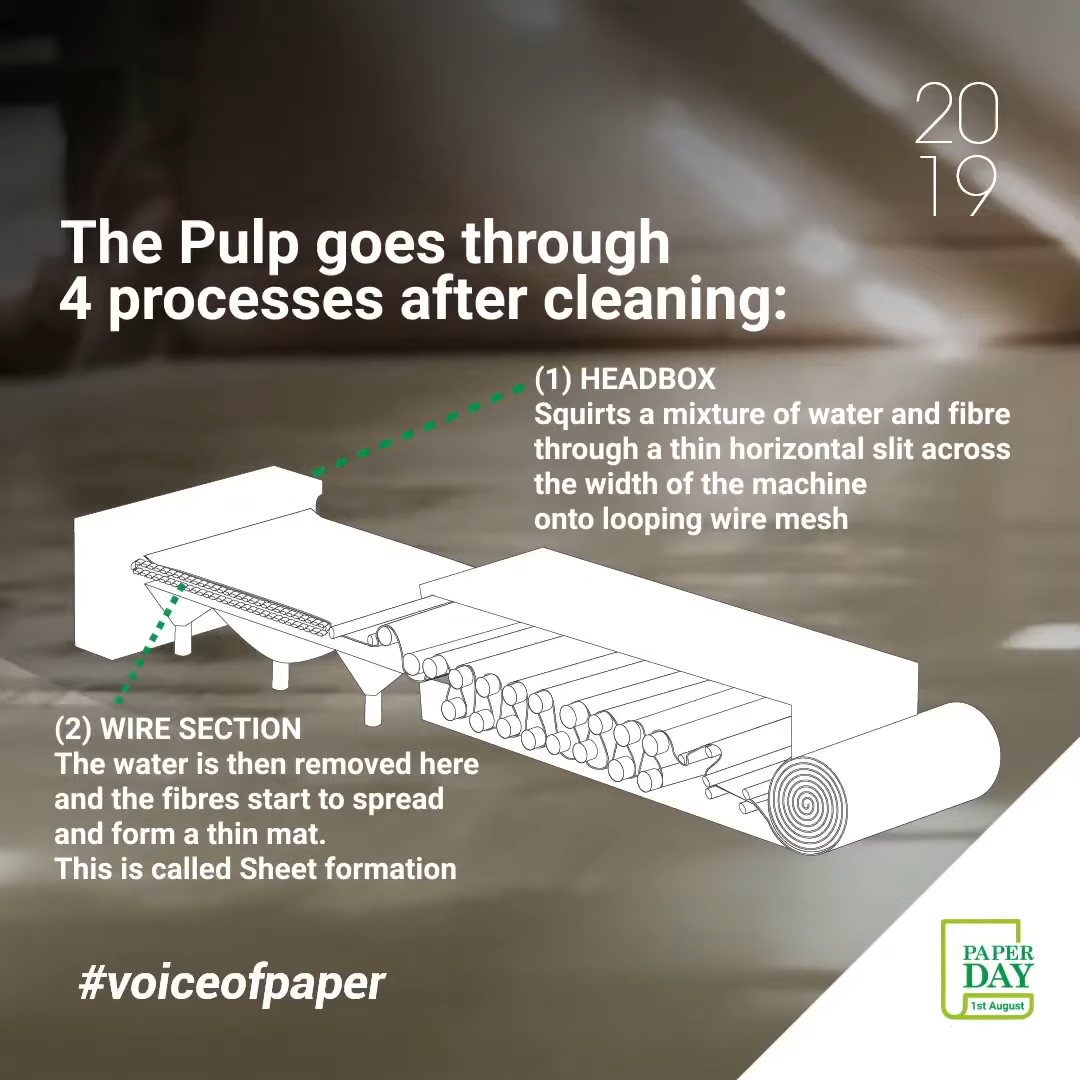 20
19
The Pulp goes through
4 processes after cleaning:
(1) HEADBOX
Squirts a mixture of water and fibre
through a thin horizontal slit across
the width of the machine
onto looping wire mesh
(2) WIRE SECTION
The water is then removed here
and the fibres start to spread
and form a thin mat.
This is called Sheet formation
#voiceofpaper
PAPER
DAY
1st August